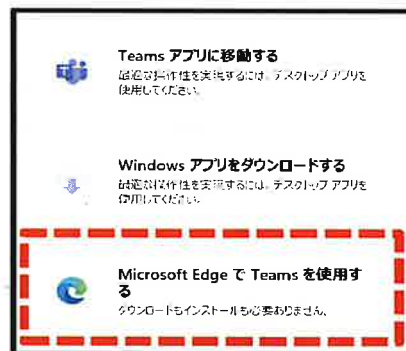 Teams アプリに移動する
最適な操作性を実現するには、デスクトップ アプリを
使用してください。
Windows アプリをダウンロードする
最適な操作性を実現するには、デスクトップ アプリを
使用してください。
Microsoft Edge で Teams を使用す
る
ダウンロードもインストールも必要ありません。